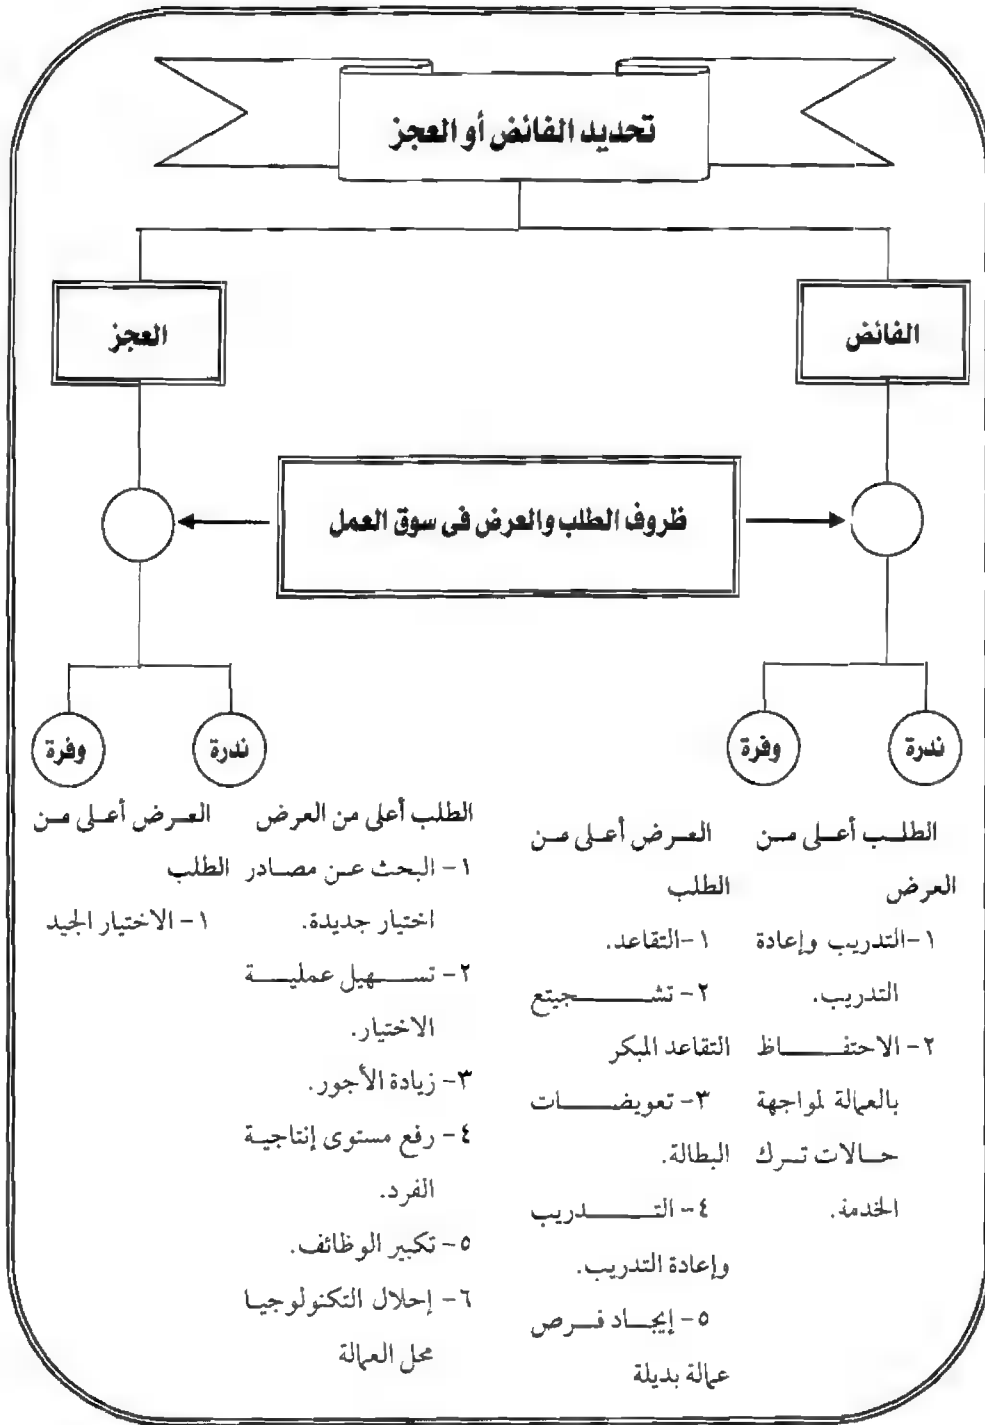 تحديد الفائض أو العجز
الفائض
العجز
ظروف الطلب والعرض فى سوق العمل
ندرة
وفرة
ندرة
وفرة
الطلب أعلى من
العرض
١-التدريب وإعادة
التدريب.
٢- الاحتفاظ
بالعمالة لمواجهة
حالات ترك
الخدمة.
العرض أعلى من
الطلب
١-التقاعد.
٢- تشجيتع
التقاعد المبكر
٣- تعويضات
البطالة.
٤- التدريب
وإعادة التدريب.
٥- إيجاد فرص
عمالة بديلة
الطلب أعلى من العرض
١- البحث عن مصادر
اختيار جديدة.
٢- تسهيل عملية
الاختيار.
٣- زيادة الأجور.
٤- رفع مستوى إنتاجية
الفرد.
٥- تكبير الوظائف.
٦- إحلال التكنولوجيا
محل العمالة
العرض أعلى من
الطلب
١- الاختيار الجيد